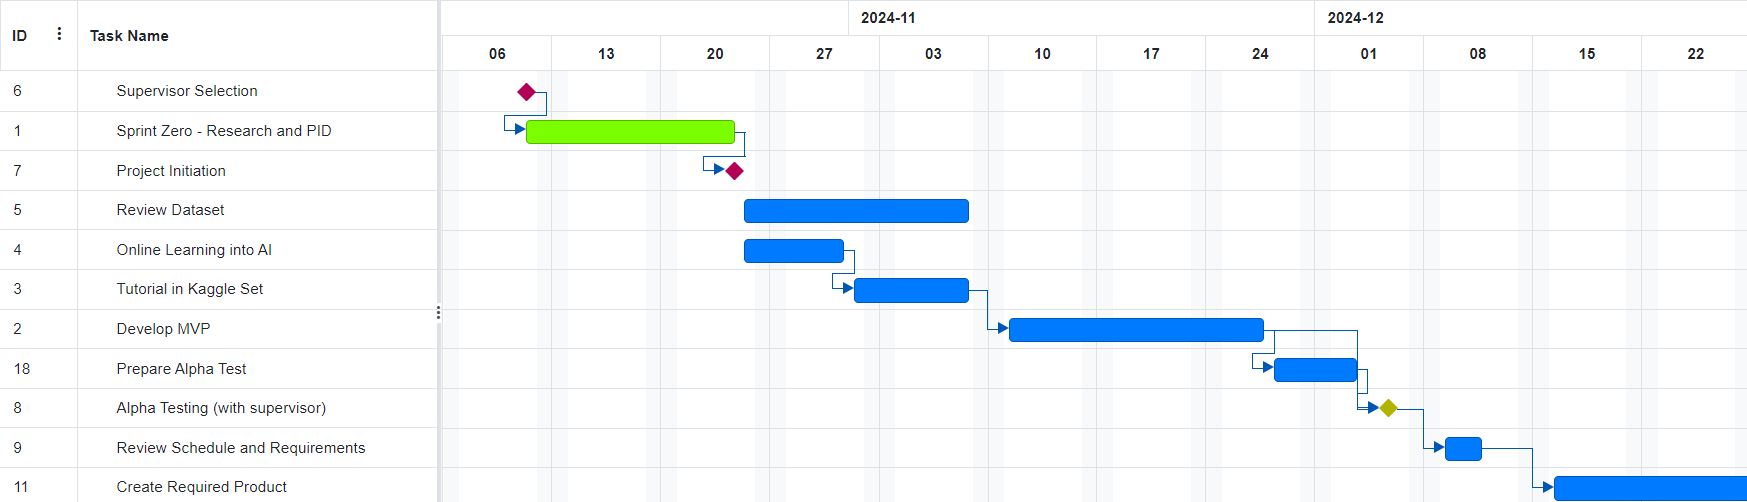 2024-11 2024-12
ID Task Name
06 13 20 27 03 10 17 24 01 08 15 22
6 Supervisor Selection
1 Sprint Zero - Research and PID
7 Project Initiation
5 Review Dataset
4 Online Learning into AI
3 Tutorial in Kaggle Set
2 Develop MVP
18 Prepare Alpha Test
8 Alpha Testing (with supervisor)
9 Review Schedule and Requirements
11 Create Required Product